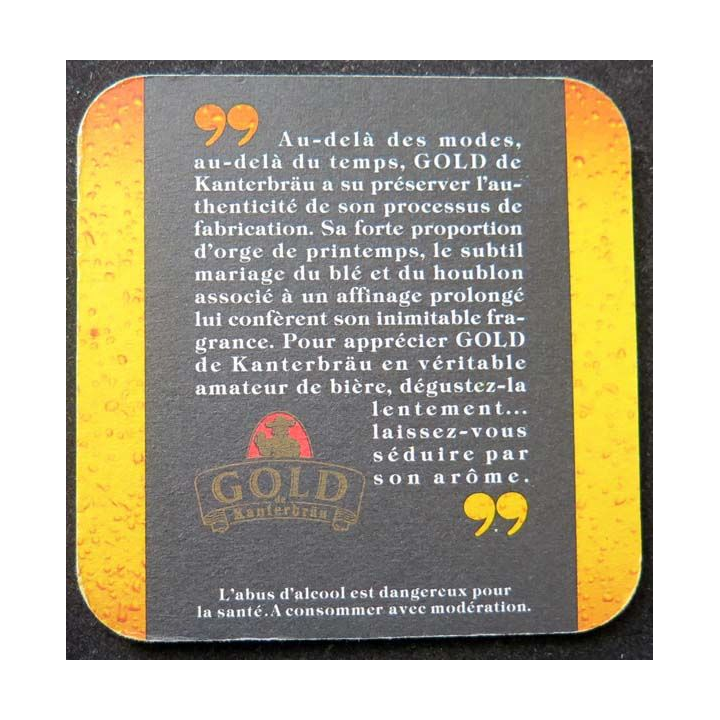 Au-delà des modes,
au-delà du temps, GOLD de
Kanterbräu a su préserver l'au-
thenticité de son processus de
fabrication. Sa forte proportion
d'orge de printemps, le subtil
mariage du blé et du houblon
associé à un affinage prolongé
lui confèrent son inimitable fra-
grance. Pour apprécier GOLD
de Kanterbräu en véritable
amateur de bière, dégustez-la
lentement...
laissez-vous
séduire par
son arôme.
GOLD
de
Kanterbräu
L'abus d'alcool est dangereux pour
la santé. A consommer avec modération.